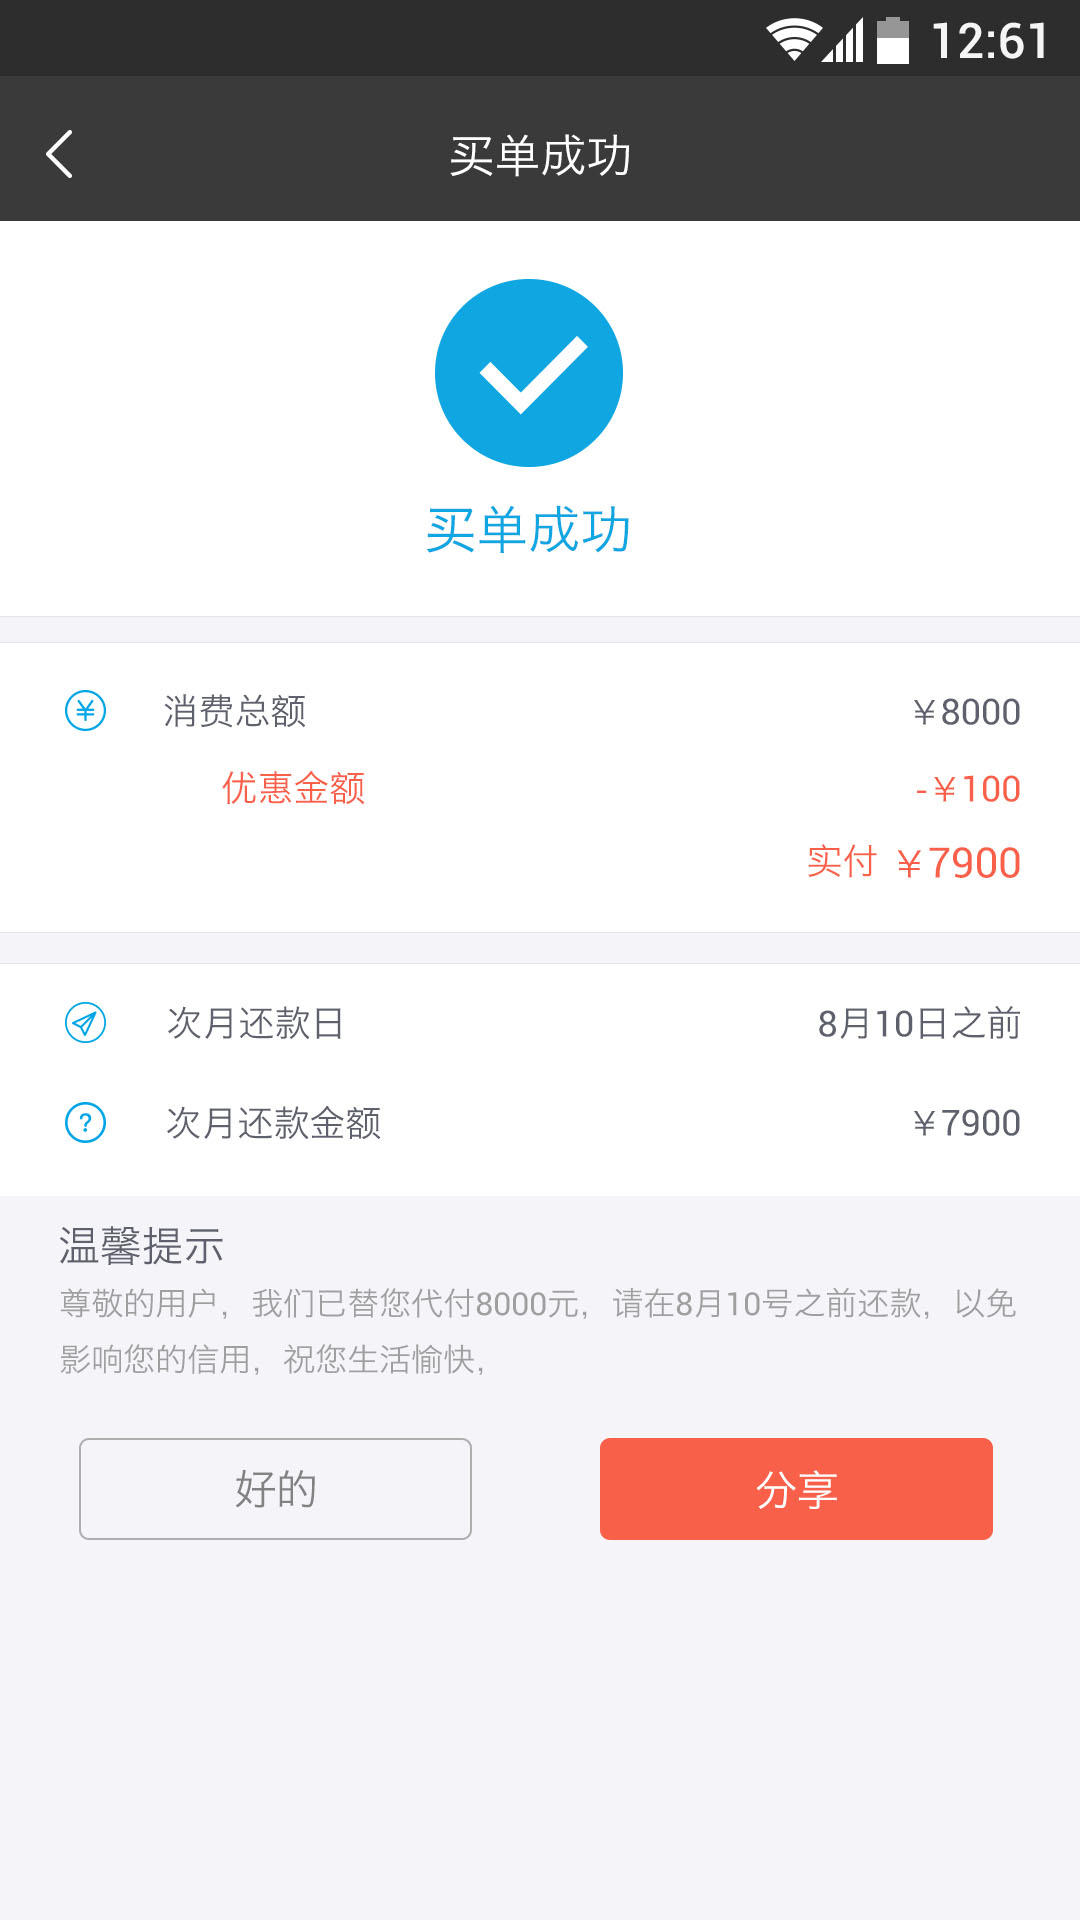 12:61
买单成功
买单成功
消费总额 ¥8000
优惠金额 -¥100
实付 ¥7900
次月还款日 8月10日之前
? 次月还款金额 ¥7900
温馨提示
尊敬的用户，我们已替您代付8000元，请在8月10号之前还款，以免
影响您的信用，祝您生活愉快，
好的 分享